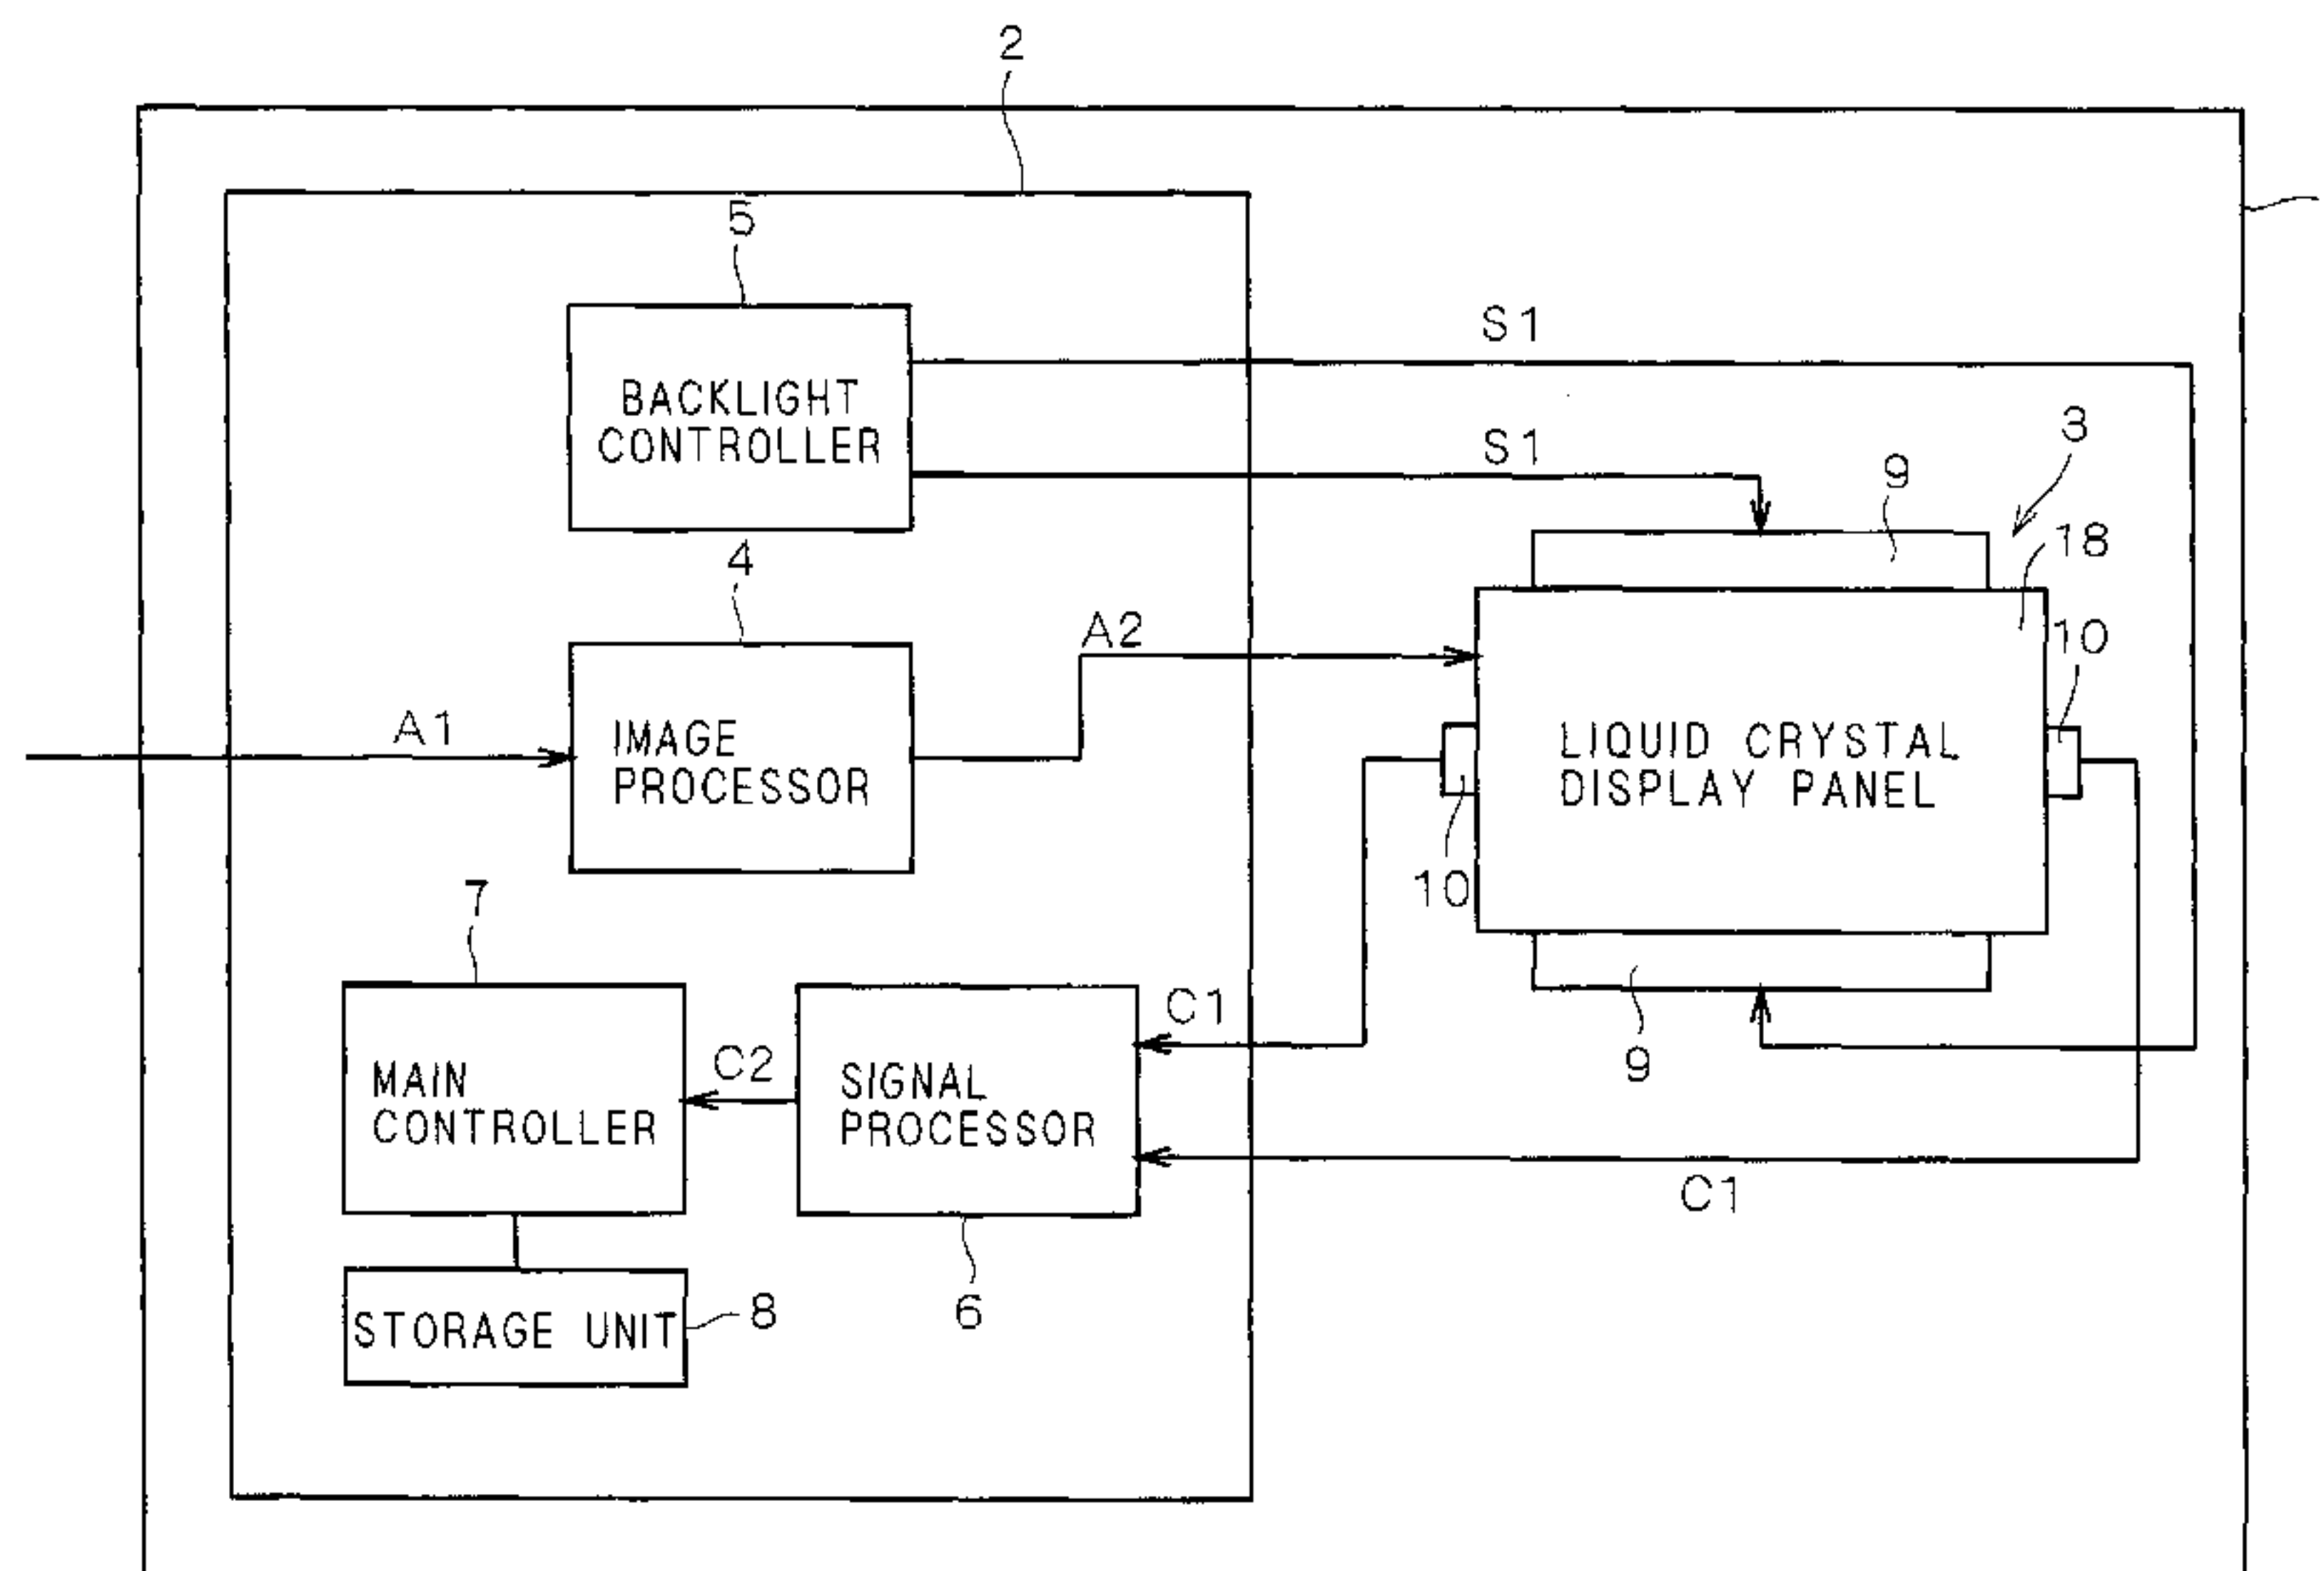 2
5
BACKLIGHT
CONTROLLER
S1
S1
3
9
18
4
IMAGE
PROCESSOR
A1
A2
10
LIQUID CRYSTAL
DISPLAY PANEL
10
7
MAIN
CONTROLLER
C2
SIGNAL
PROCESSOR
C1
9
C1
STORAGE UNIT
8
6